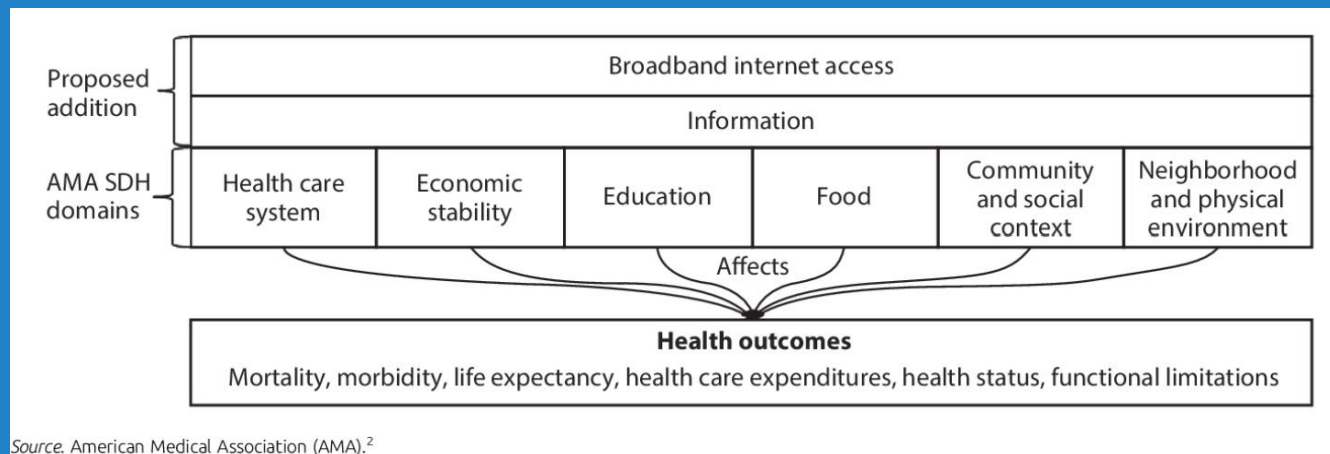 Proposed
addition
Broadband internet access
Information
AMA SDH
domains
Health care
system
Economic
stability
Education
Food
Community
and social
context
Neighborhood
and physical
environment
Affects
Health outcomes
Mortality, morbidity, life expectancy, health care expenditures, health status, functional limitations
Source. American Medical Association (AMA).²